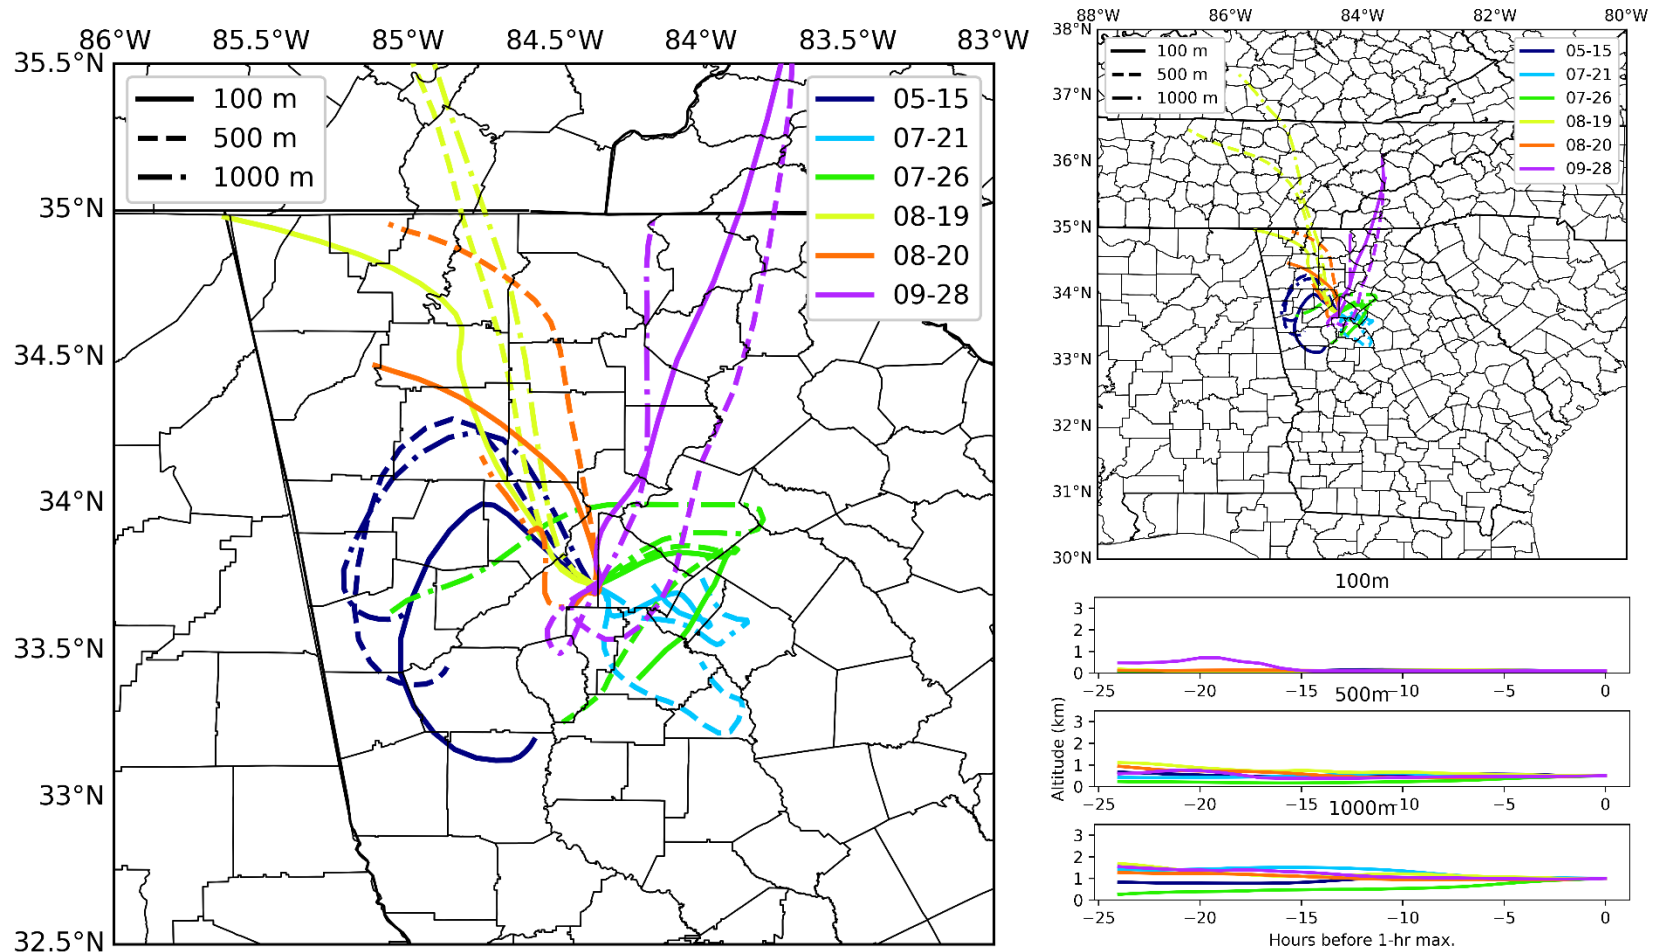 86°W 85.5°W 85°W 84.5°W 84°W 83.5°W 83°W
35.5°N
35°N
34.5°N
34°N
33.5°N
33°N
32.5°N
100 m
500 m
1000 m
05-15
07-21
07-26
08-19
08-20
09-28
88°W 86°W 84°W 82°W 80°W
38°N
37°N
36°N
35°N
34°N
33°N
32°N
31°N
30°N
100 m
500 m
1000 m
05-15
07-21
07-26
08-19
08-20
09-28
100m
3
2
1
0
−25 −20 −15 −10 −5 0
500m
Altitude (km)
3
2
1
0
−25 −20 −15 −10 −5 0
1000m
3
2
1
0
−25 −20 −15 −10 −5 0
Hours before 1-hr max.